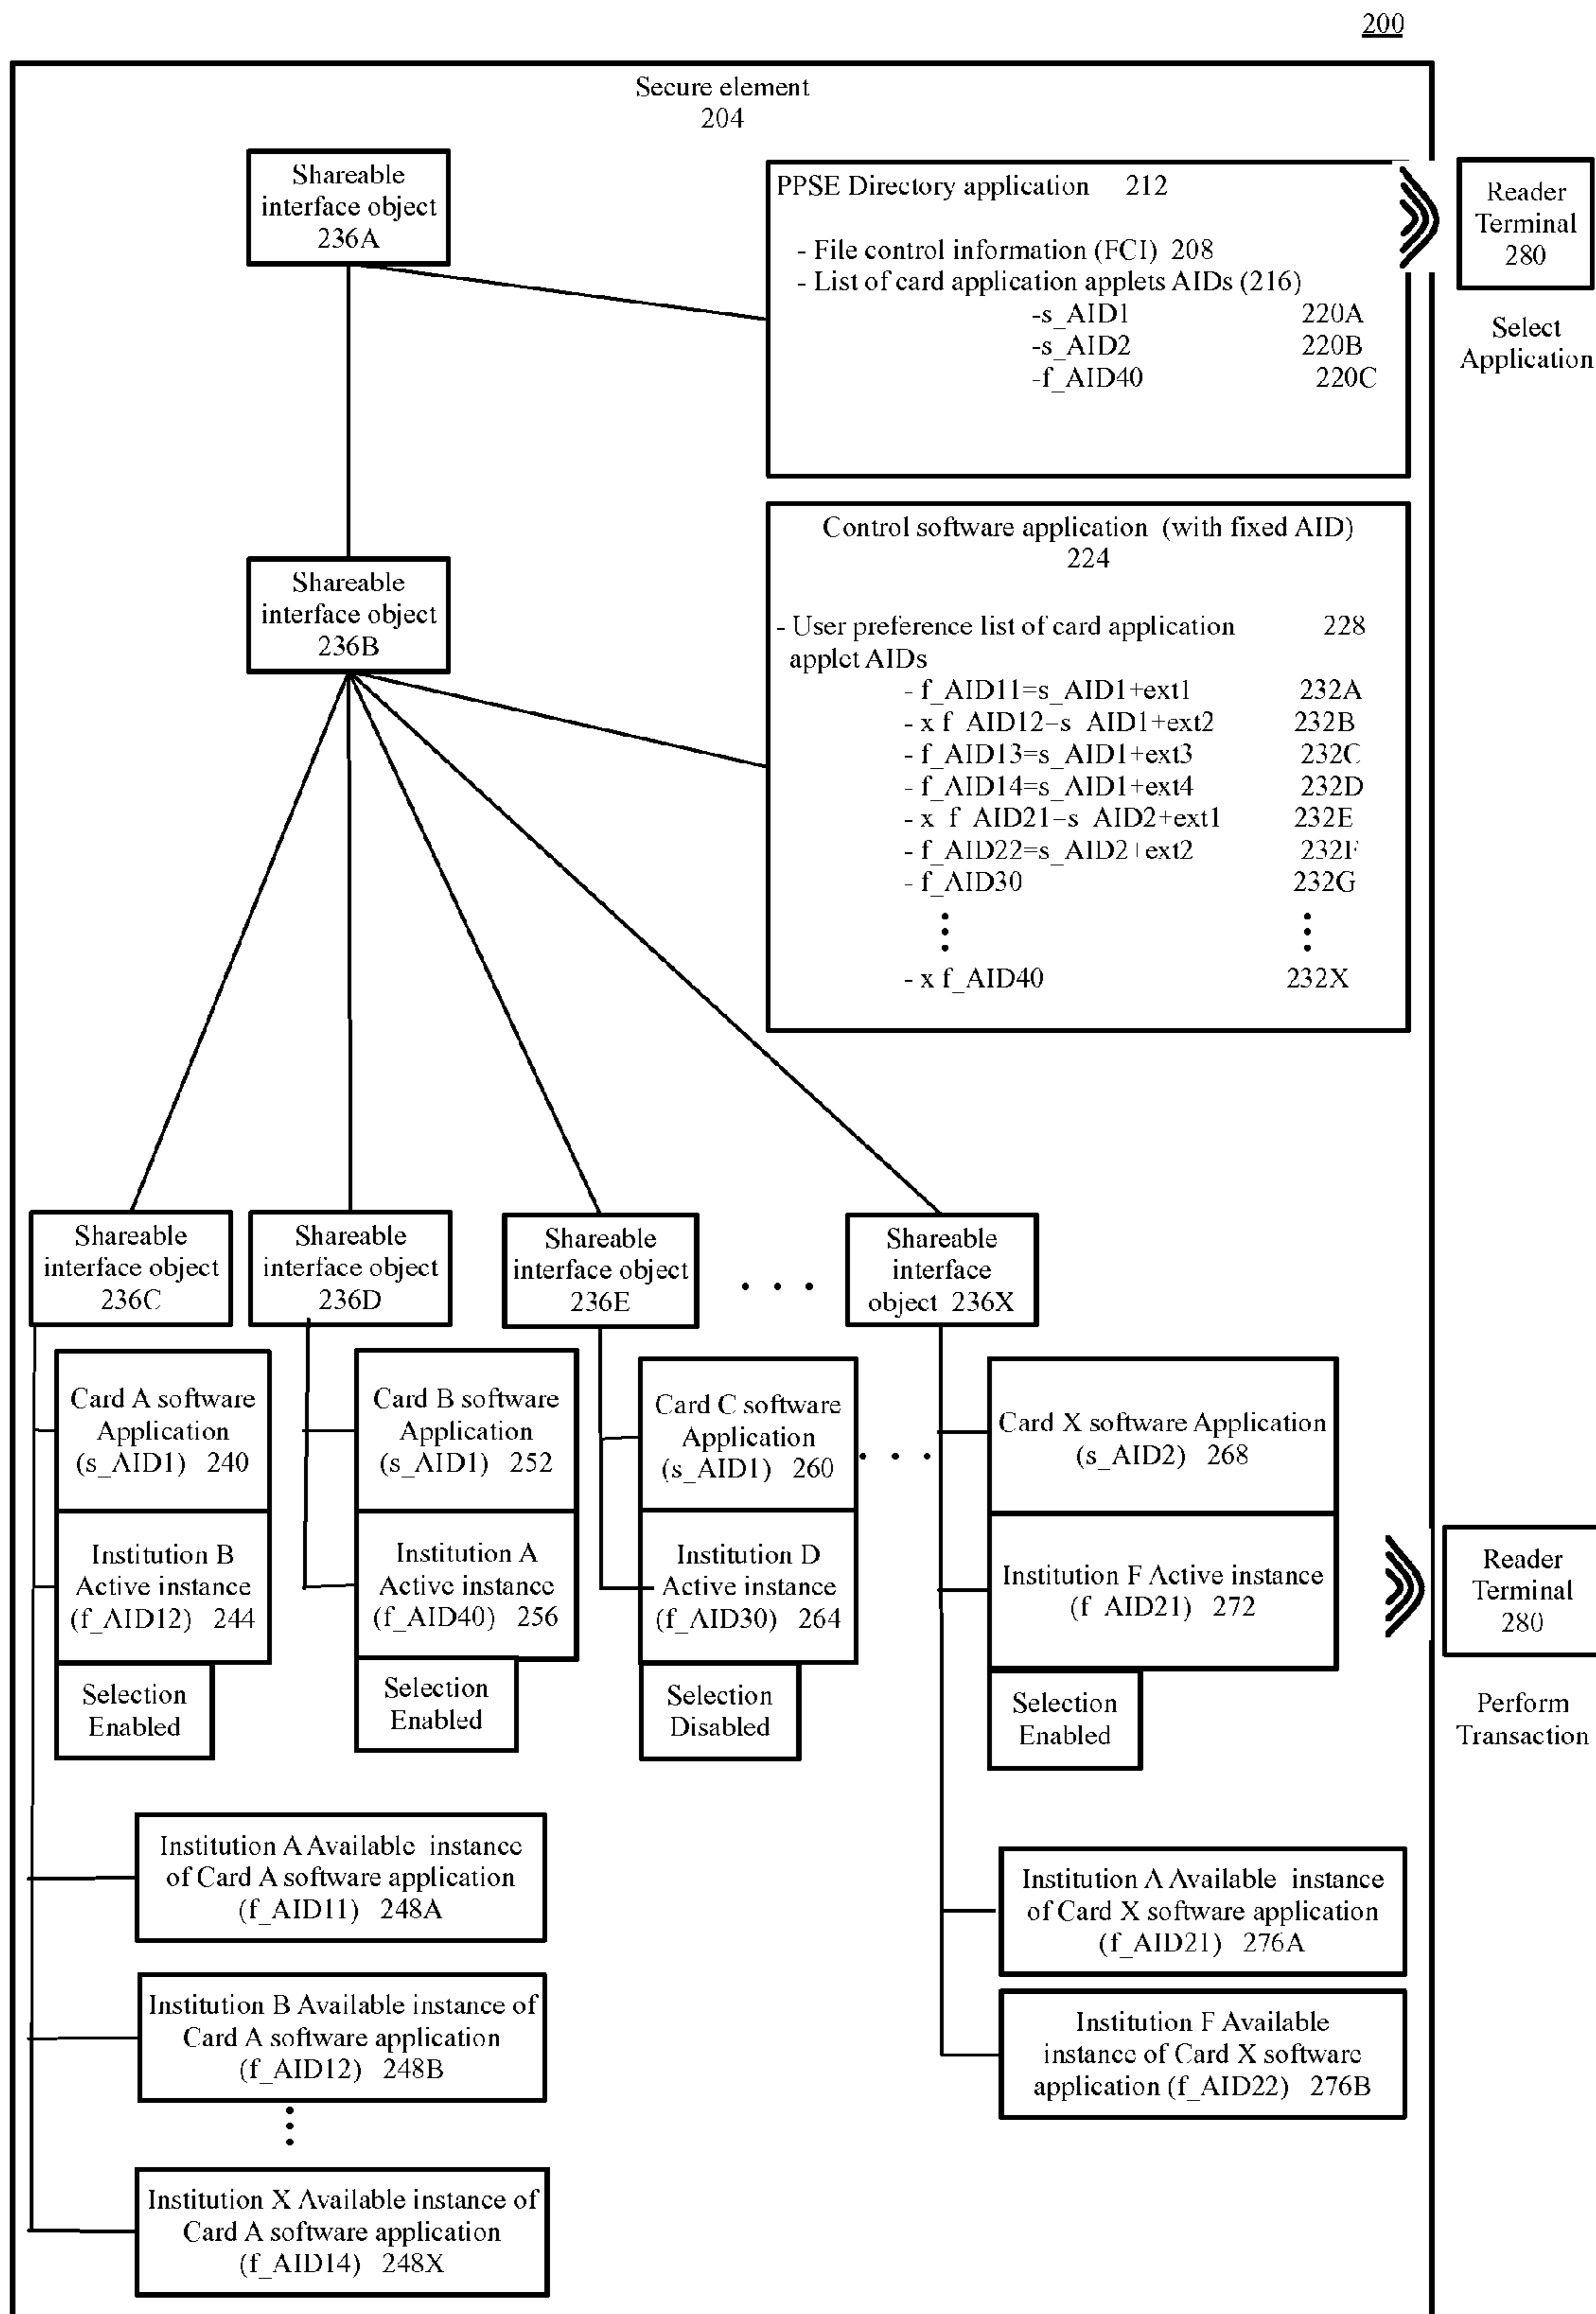 200
Secure element
204
Shareable
interface object
236A
PPSE Directory application 212
- File control information (FCI) 208
- List of card application applets AIDs (216)
-s_AID1 220A
-s_AID2 220B
-f_AID40 220C
Reader
Terminal
280
Select
Application
Shareable
interface object
236B
Control software application (with fixed AID)
224
- User preference list of card application 228
applet AIDs
- f_AID11=s_AID1+ext1 232A
- x f_AID12=s_AID1+ext2 232B
- f_AID13=s_AID1+ext3 232C
- f_AID14=s_AID1+ext4 232D
- x f_AID21=s_AID2+ext1 232E
- f_AID22=s_AID2+ext2 232F
- f_AID30 232G
- x f_AID40 232X
Shareable
interface object
236C
Shareable
interface object
236D
Shareable
interface object
236E
. . .
Shareable
interface
object 236X
Card A software
Application
(s_AID1) 240
Institution B
Active instance
(f_AID12) 244
Selection
Enabled
Card B software
Application
(s_AID1) 252
Institution A
Active instance
(f_AID40) 256
Selection
Enabled
Card C software
Application
(s_AID1) 260
Institution D
Active instance
(f_AID30) 264
Selection
Disabled
. . .
Card X software Application
(s_AID2) 268
Institution F Active instance
(f_AID21) 272
Selection
Enabled
Reader
Terminal
280
Perform
Transaction
Institution A Available instance
of Card A software application
(f_AID11) 248A
Institution B Available instance of
Card A software application
(f_AID12) 248B
Institution X Available instance of
Card A software application
(f_AID14) 248X
Institution A Available instance
of Card X software application
(f_AID21) 276A
Institution F Available
instance of Card X software
application (f_AID22) 276B